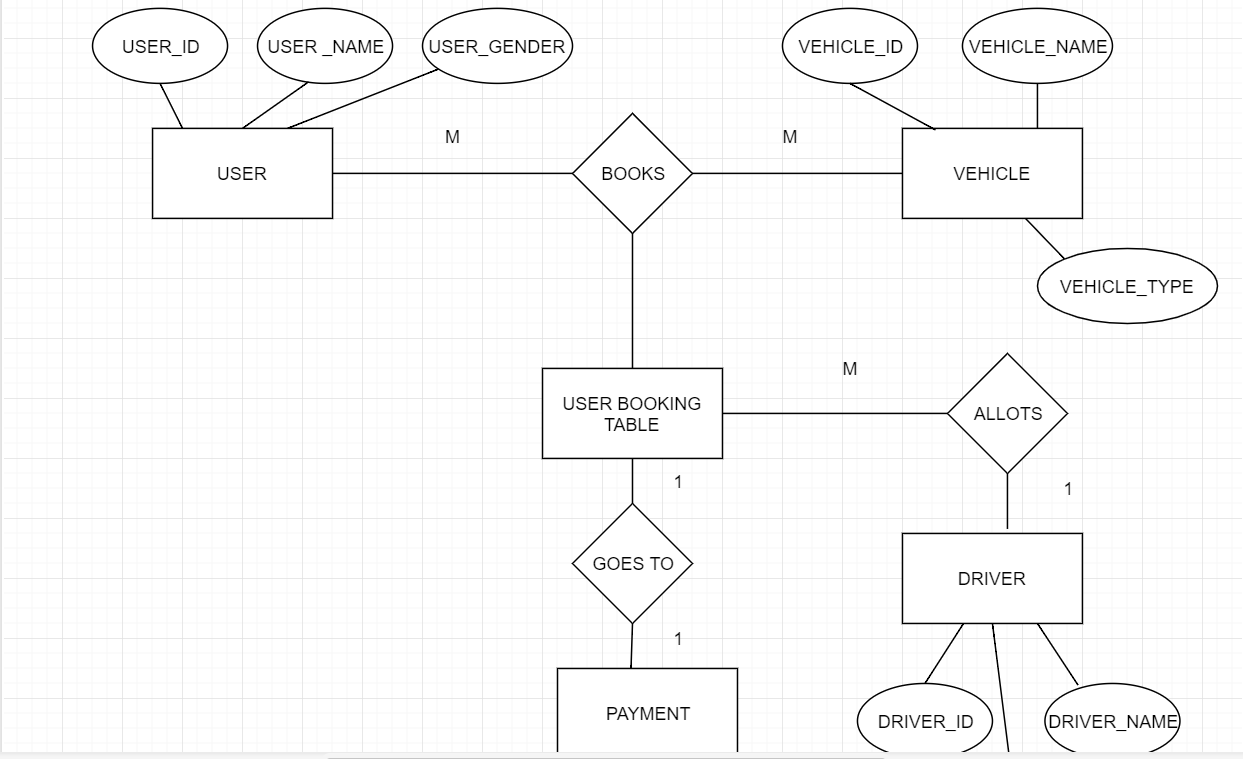 USER_ID
USER _NAME
USER_GENDER
VEHICLE_ID
VEHICLE_NAME
M
M
USER
BOOKS
VEHICLE
VEHICLE_TYPE
M
USER BOOKING
TABLE
ALLOTS
1
1
GOES TO
DRIVER
1
PAYMENT
DRIVER_ID
DRIVER_NAME